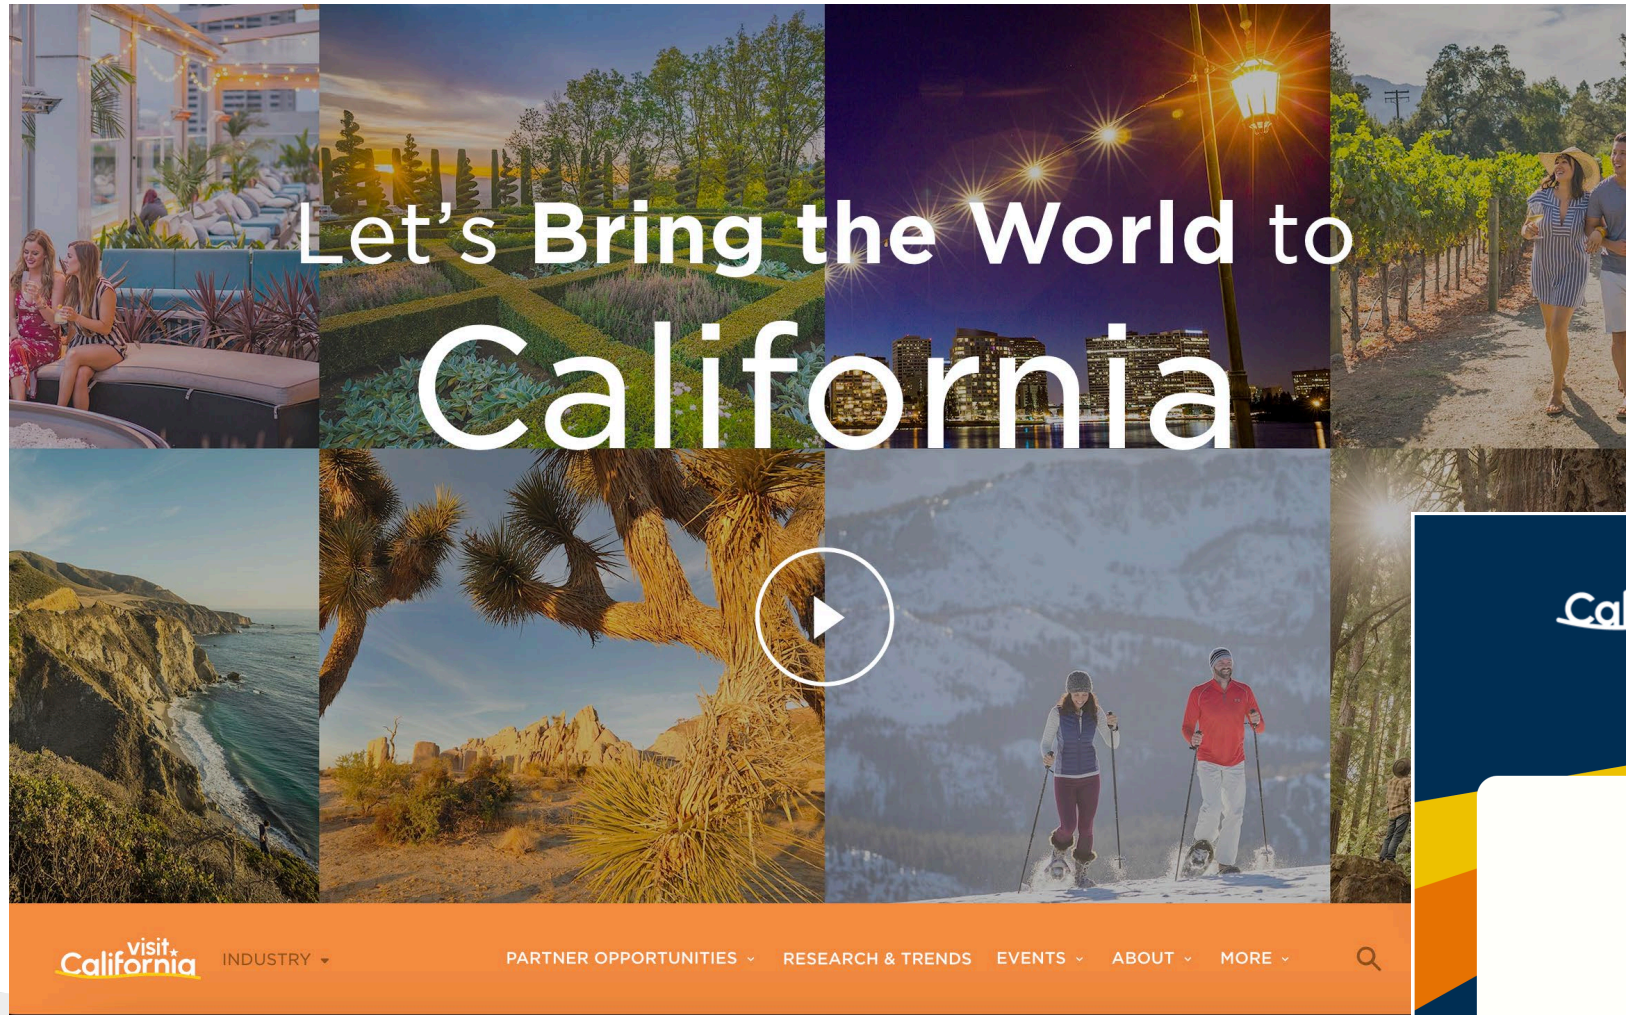 Let's Bring the World to
California
Cal
visit
California
INDUSTRY
PARTNER OPPORTUNITIES
RESEARCH & TRENDS
EVENTS
ABOUT
MORE